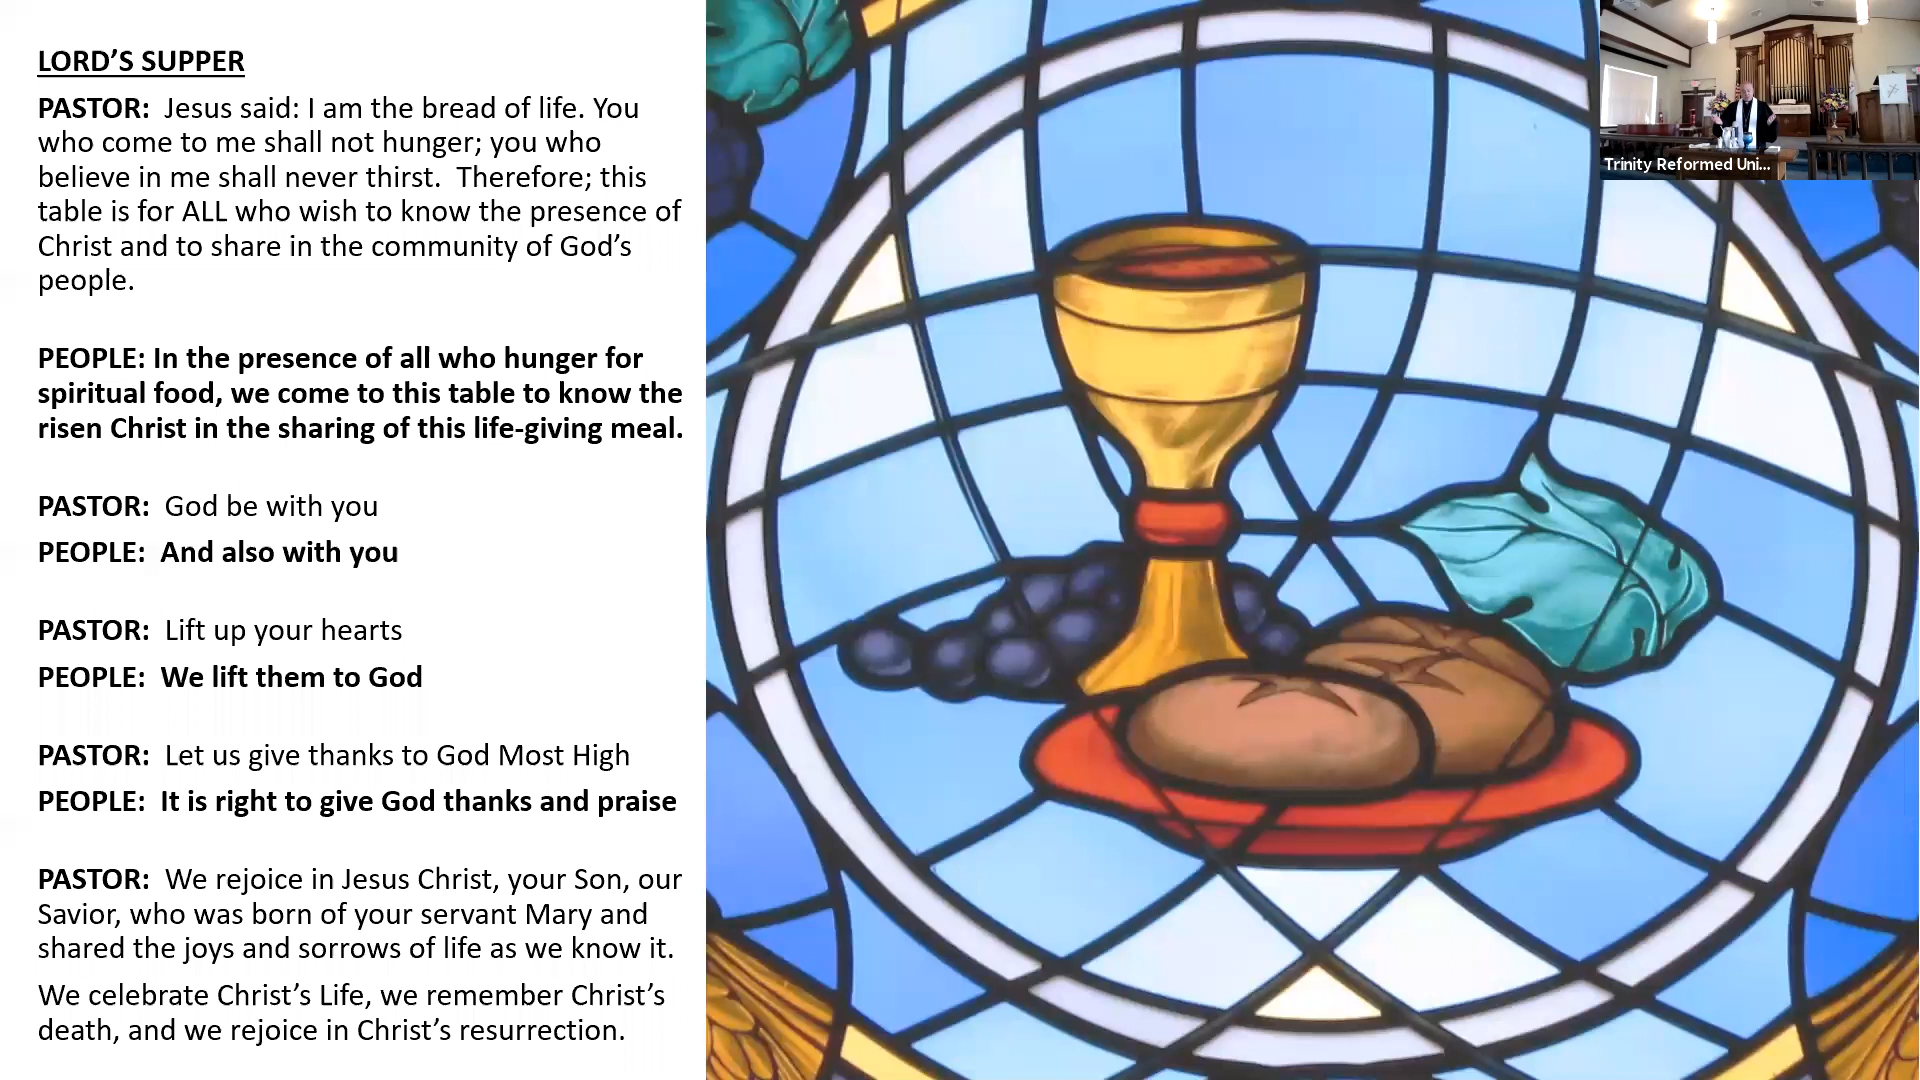 LORD’S SUPPER
PASTOR: Jesus said: I am the bread of life. You
who come to me shall not hunger; you who
believe in me shall never thirst. Therefore; this
table is for ALL who wish to know the presence of
Christ and to share in the community of God’s
people.
PEOPLE: In the presence of all who hunger for
spiritual food, we come to this table to know the
risen Christ in the sharing of this life-giving meal.
PASTOR: God be with you
PEOPLE: And also with you
PASTOR: Lift up your hearts
PEOPLE: We lift them to God
PASTOR: Let us give thanks to God Most High
PEOPLE: It is right to give God thanks and praise
PASTOR: We rejoice in Jesus Christ, your Son, our
Savior, who was born of your servant Mary and
shared the joys and sorrows of life as we know it.
We celebrate Christ’s Life, we remember Christ’s
death, and we rejoice in Christ’s resurrection.
Trinity Reformed Uni...